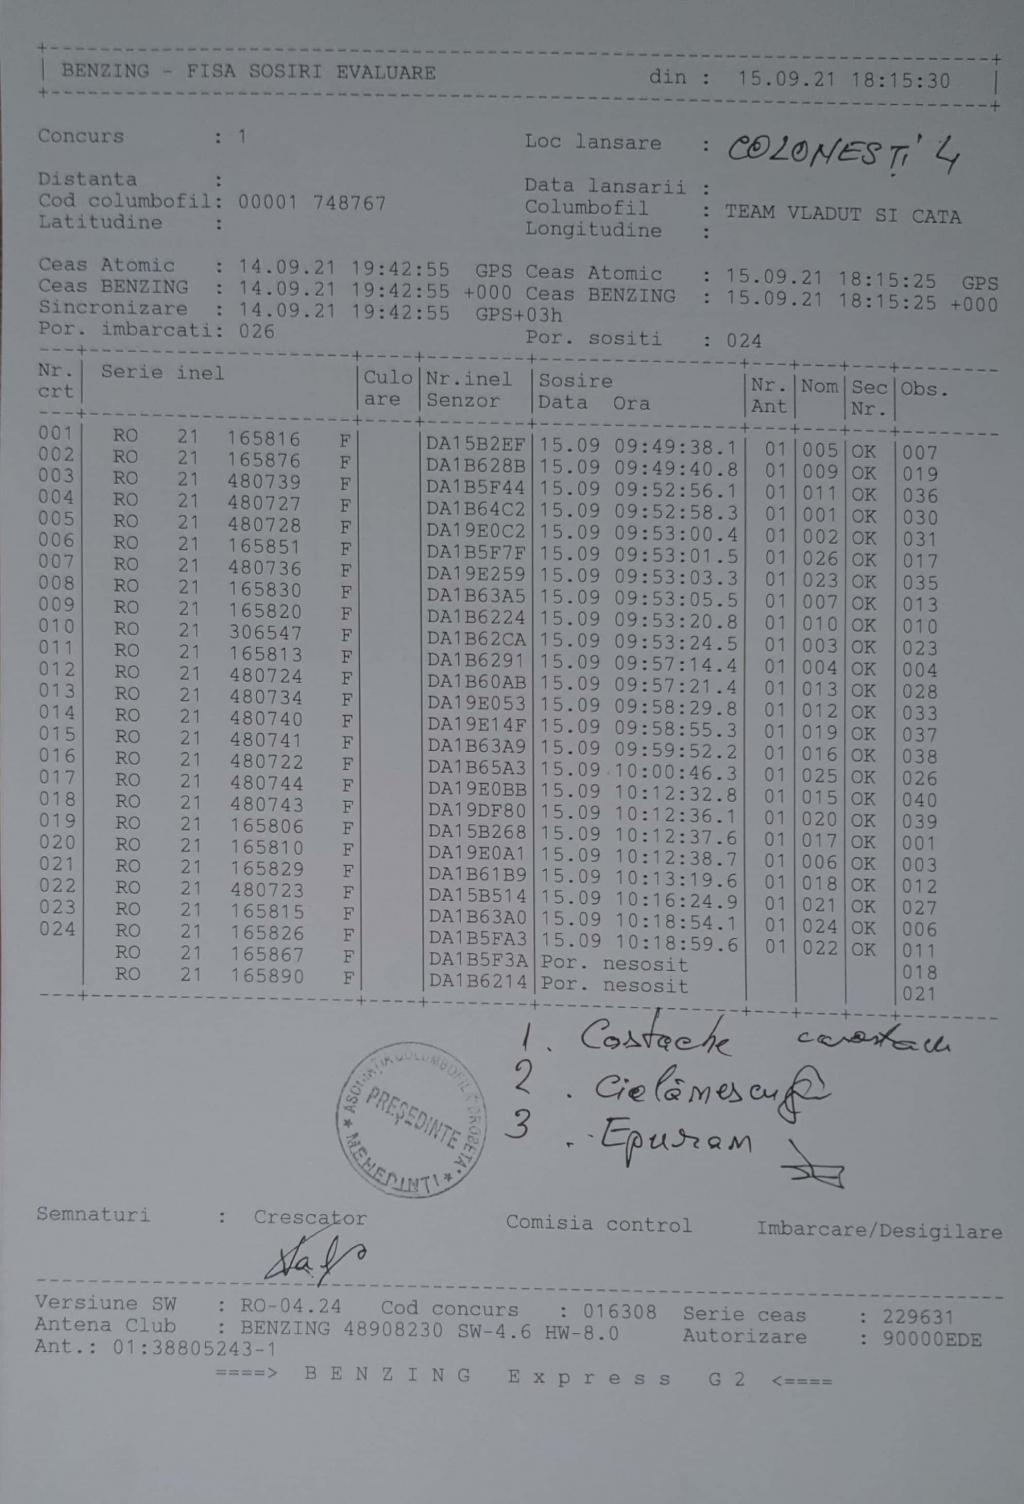 BENZING - FISA SOSIRI EVALUARE din : 15.09.21 18:15:30
Concurs : 1 Loc lansare : COLONEȘTI 4
Distanta : Data lansarii :
Cod columbofil: 00001 748767 Columbofil : TEAM VLADUT SI CATA
Latitudine : Longitudine :
Ceas Atomic : 14.09.21 19:42:55 GPS Ceas Atomic : 15.09.21 18:15:25 GPS
Ceas BENZING : 14.09.21 19:42:55 +000 Ceas BENZING : 15.09.21 18:15:25 +000
Sincronizare : 14.09.21 19:42:55 GPS+03h
Por. imbarcati: 026 Por. sositi : 024
Nr. Serie inel Culo Nr.inel Sosire Nr. Nom Sec Obs.
crt are Senzor Data Ora Ant Nr.
001 RO 21 165816 F DA15B2EF 15.09 09:49:38.1 01 005 OK 007
002 RO 21 165876 F DA1B628B 15.09 09:49:40.8 01 009 OK 019
003 RO 21 480739 F DA1B5F44 15.09 09:52:56.1 01 011 OK 036
004 RO 21 480727 F DA1B64C2 15.09 09:52:58.3 01 001 OK 030
005 RO 21 480728 F DA19E0C2 15.09 09:53:00.4 01 002 OK 031
006 RO 21 165851 F DA1B5F7F 15.09 09:53:01.5 01 026 OK 017
007 RO 21 480736 F DA19E259 15.09 09:53:03.3 01 023 OK 035
008 RO 21 165830 F DA1B63A5 15.09 09:53:05.5 01 007 OK 013
009 RO 21 165820 F DA1B6224 15.09 09:53:20.8 01 010 OK 010
010 RO 21 306547 F DA1B62CA 15.09 09:53:24.5 01 003 OK 023
011 RO 21 165813 F DA1B6291 15.09 09:57:14.4 01 004 OK 004
012 RO 21 480724 F DA1B60AB 15.09 09:57:21.4 01 013 OK 028
013 RO 21 480734 F DA19E053 15.09 09:58:29.8 01 012 OK 033
014 RO 21 480740 F DA19E14F 15.09 09:58:55.3 01 019 OK 037
015 RO 21 480741 F DA1B63A9 15.09 09:59:52.2 01 016 OK 038
016 RO 21 480722 F DA1B65A3 15.09 10:00:46.3 01 025 OK 026
017 RO 21 480744 F DA19E0BB 15.09 10:12:32.8 01 015 OK 040
018 RO 21 480743 F DA19DF80 15.09 10:12:36.1 01 020 OK 039
019 RO 21 165806 F DA15B268 15.09 10:12:37.6 01 017 OK 001
020 RO 21 165810 F DA19E0A1 15.09 10:12:38.7 01 006 OK 003
021 RO 21 165829 F DA1B61B9 15.09 10:13:19.6 01 018 OK 012
022 RO 21 480723 F DA15B514 15.09 10:16:24.9 01 021 OK 027
023 RO 21 165815 F DA1B63A0 15.09 10:18:54.1 01 024 OK 006
024 RO 21 165826 F DA1B5FA3 15.09 10:18:59.6 01 022 OK 011
RO 21 165867 F DA1B5F3A Por. nesosit 018
RO 21 165890 F DA1B6214 Por. nesosit 021
1. Costache
2. Cielãmescu
3. Epuran
PREȘEDINTE
* MEHEDINTI *
Semnaturi : Crescator Comisia control Imbarcare/Desigilare
Versiune SW : RO-04.24 Cod concurs : 016308 Serie ceas : 229631
Antena Club : BENZING 48908230 SW-4.6 HW-8.0 Autorizare : 90000EDE
Ant.: 01:38805243-1
====> B E N Z I N G E x p r e s s G 2 <====